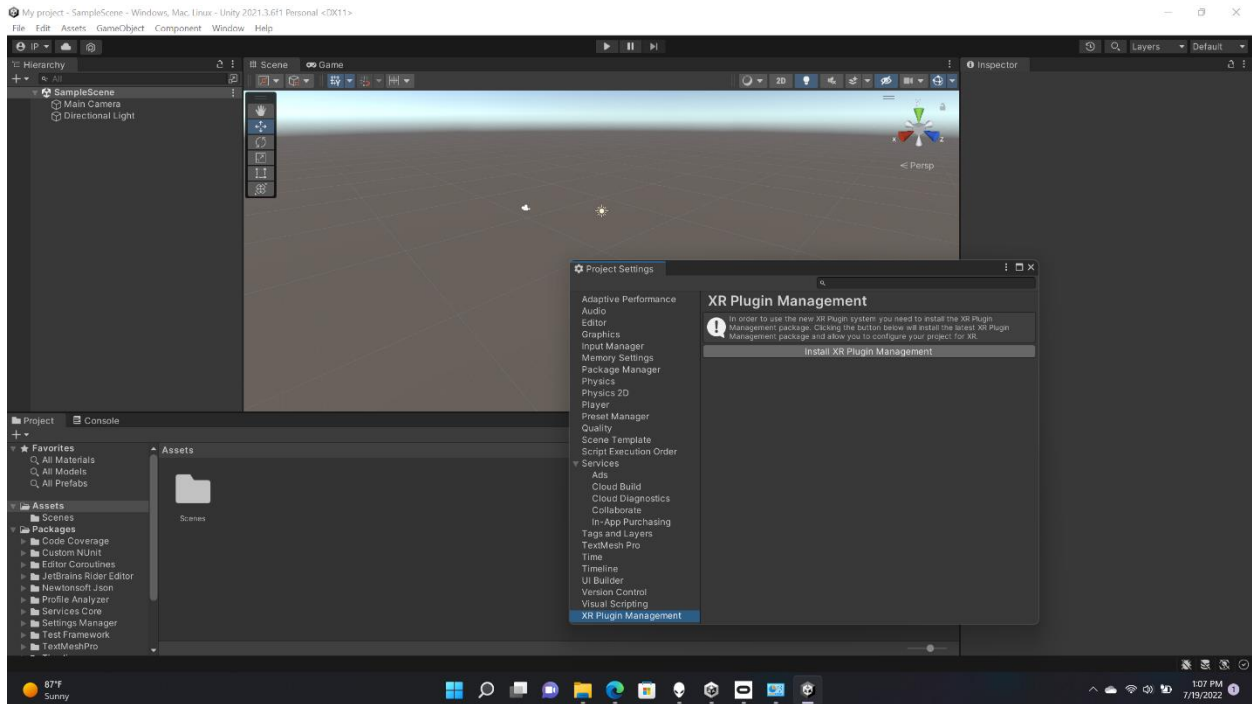 My project - SampleScene - Windows, Mac, Linux - Unity 2021.3.6f1 Personal <DX11>
File Edit Assets GameObject Component Window Help
IP
Layers Default
Hierarchy
Scene Game
Inspector
All
2D
SampleScene
Main Camera
Directional Light
y
x
z
Persp
Project Settings
Adaptive Performance
Audio
Editor
Graphics
Input Manager
Memory Settings
Package Manager
Physics
Physics 2D
Player
Preset Manager
Quality
Scene Template
Script Execution Order
Services
Ads
Cloud Build
Cloud Diagnostics
Collaborate
In-App Purchasing
Tags and Layers
TextMesh Pro
Time
Timeline
UI Builder
Version Control
Visual Scripting
XR Plugin Management
XR Plugin Management
In order to use the new XR Plugin system you need to install the XR Plugin
Management package. Clicking the button below will install the latest XR Plugin
Management package and allow you to configure your project for XR.
Install XR Plugin Management
Project Console
Favorites
All Materials
All Models
All Prefabs
Assets
Scenes
Packages
Code Coverage
Custom NUnit
Editor Coroutines
JetBrains Rider Editor
Newtonsoft Json
Profile Analyzer
Services Core
Settings Manager
Test Framework
TextMeshPro
Assets
Scenes
87°F
Sunny
1:07 PM
7/19/2022
1